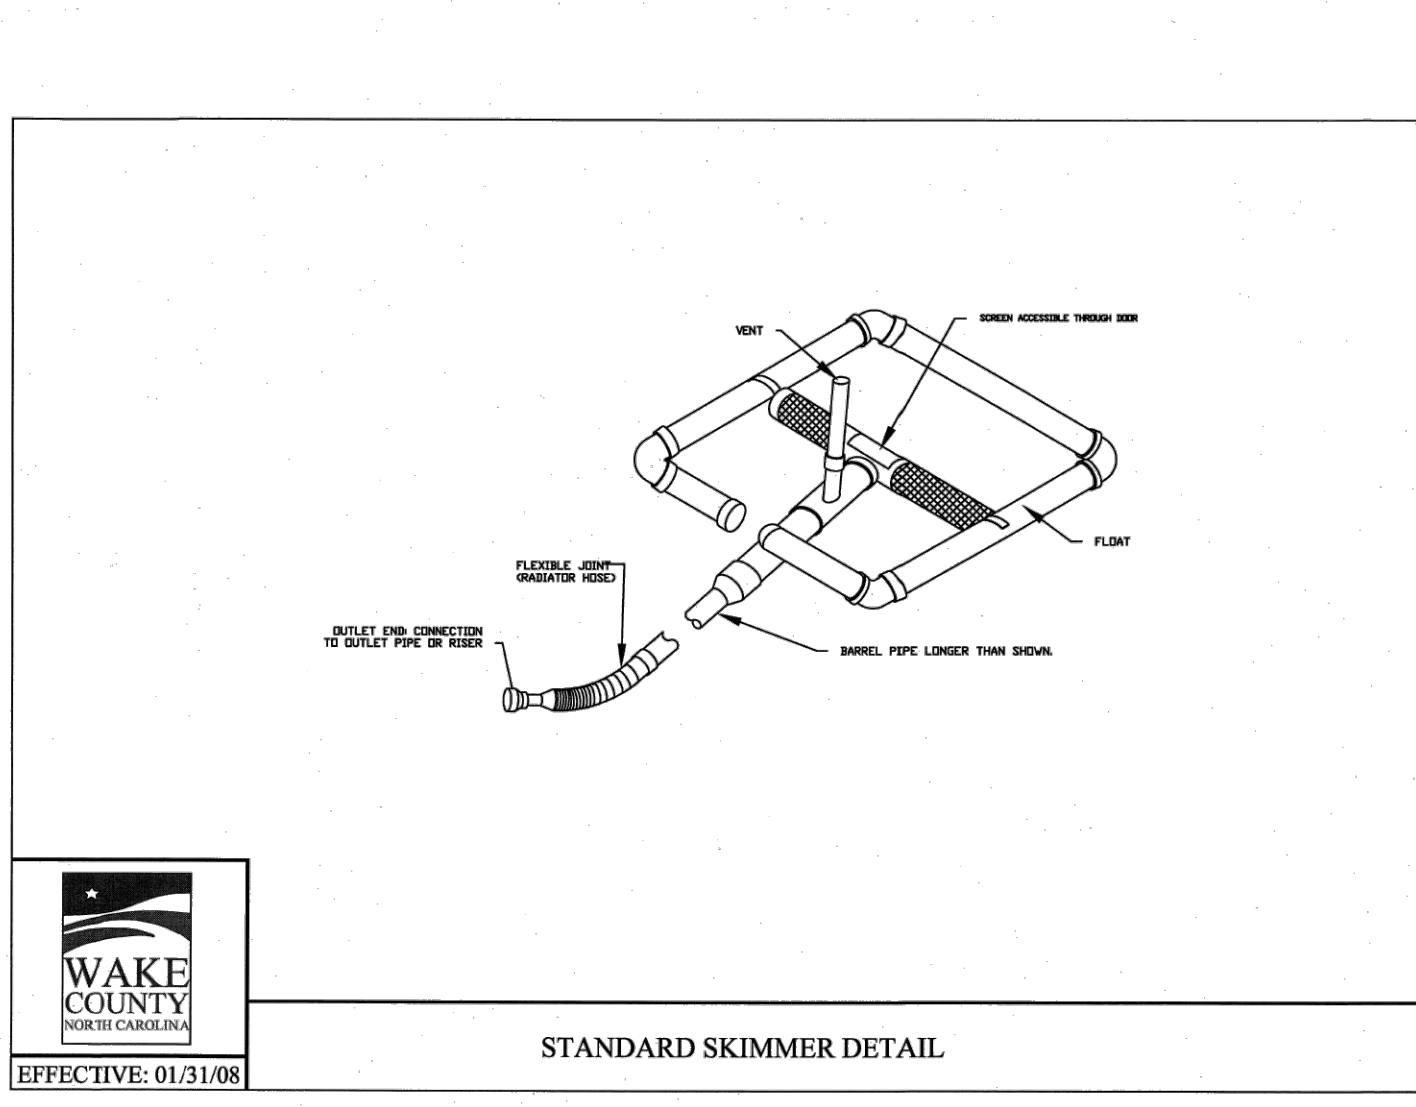 SCREEN ACCESSIBLE THROUGH DOOR
VENT
FLOAT
FLEXIBLE JOINT
(RADIATOR HOSE)
OUTLET END: CONNECTION
TO OUTLET PIPE OR RISER
BARREL PIPE LONGER THAN SHOWN.
WAKE
COUNTY
NORTH CAROLINA
STANDARD SKIMMER DETAIL
EFFECTIVE: 01/31/08